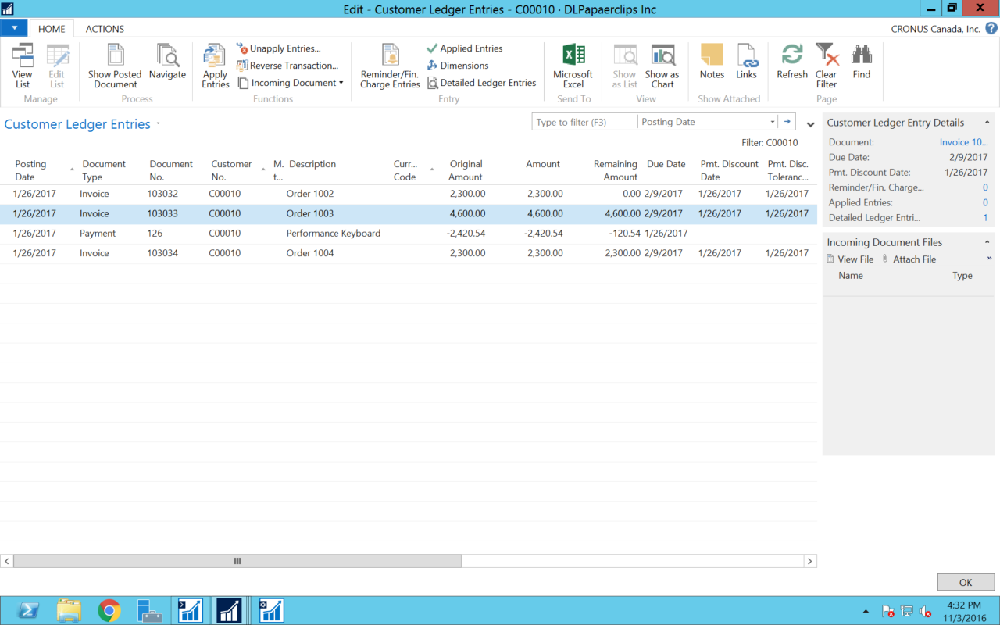 Edit - Customer Ledger Entries - C00010 · DLPapaerclips Inc
HOME ACTIONS CRONUS Canada, Inc. ?
View List
Edit List
Manage
Show Posted Document
Navigate
Process
Apply Entries
Unapply Entries...
Reverse Transaction...
Incoming Document
Functions
Reminder/Fin. Charge Entries
Applied Entries
Dimensions
Detailed Ledger Entries
Entry
Microsoft Excel
Send To
Show as List
Show as Chart
View
Notes
Links
Show Attached
Refresh
Clear Filter
Find
Page
Customer Ledger Entries
Type to filter (F3) Posting Date
Filter: C00010
Posting Date Document Type Document No. Customer No. M. t... Description Curr... Code Original Amount Amount Remaining Amount Due Date Pmt. Discount Date Pmt. Disc. Toleranc...
1/26/2017 Invoice 103032 C00010 Order 1002 2,300.00 2,300.00 0.00 2/9/2017 1/26/2017 1/26/2017
1/26/2017 Invoice 103033 C00010 Order 1003 4,600.00 4,600.00 4,600.00 2/9/2017 1/26/2017 1/26/2017
1/26/2017 Payment 126 C00010 Performance Keyboard -2,420.54 -2,420.54 -120.54 1/26/2017
1/26/2017 Invoice 103034 C00010 Order 1004 2,300.00 2,300.00 2,300.00 2/9/2017 1/26/2017 1/26/2017
Customer Ledger Entry Details
Document: Invoice 10...
Due Date: 2/9/2017
Pmt. Discount Date: 1/26/2017
Reminder/Fin. Charge... 0
Applied Entries: 0
Detailed Ledger Entri... 1
Incoming Document Files
View File Attach File »
Name Type
OK
4:32 PM
11/3/2016